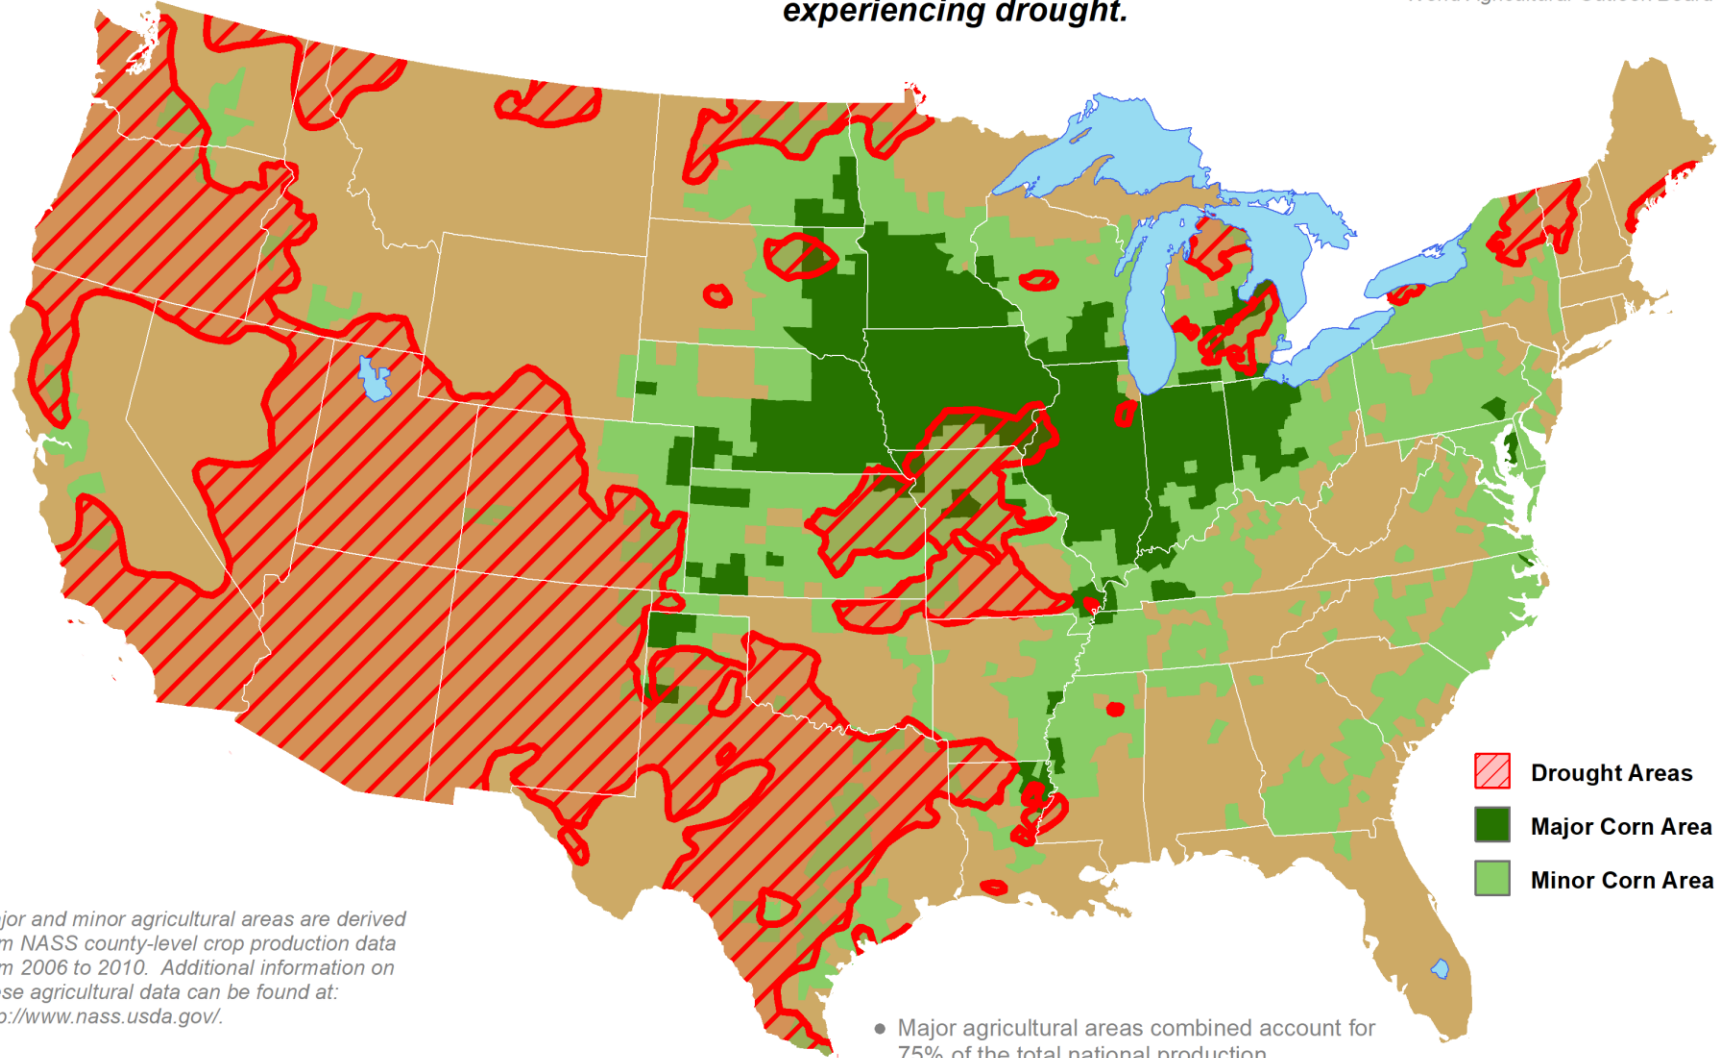 experiencing drought.
Drought Areas
Major Corn Area
Minor Corn Area
and minor agricultural areas are derived
NASS county-level crop production data
2006 to 2010. Additional information on
agricultural data can be found at:
://www.nass.usda.gov/.
● Major agricultural areas combined account for
75% of the total national production